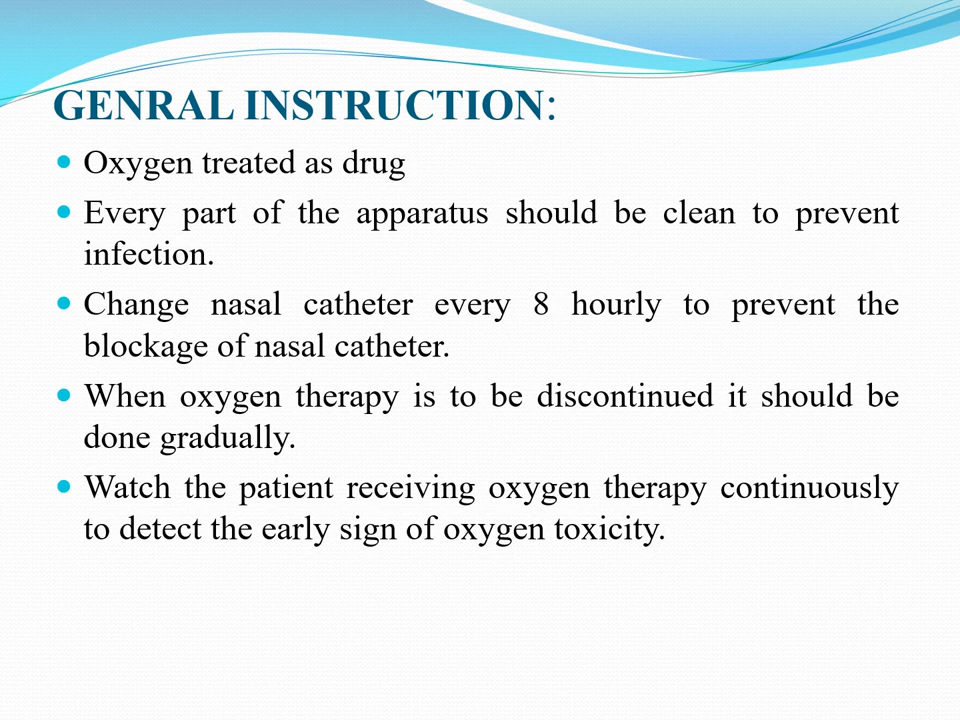 GENRAL INSTRUCTION:
• Oxygen treated as drug
• Every part of the apparatus should be clean to prevent
infection.
• Change nasal catheter every 8 hourly to prevent the
blockage of nasal catheter.
• When oxygen therapy is to be discontinued it should be
done gradually.
• Watch the patient receiving oxygen therapy continuously
to detect the early sign of oxygen toxicity.